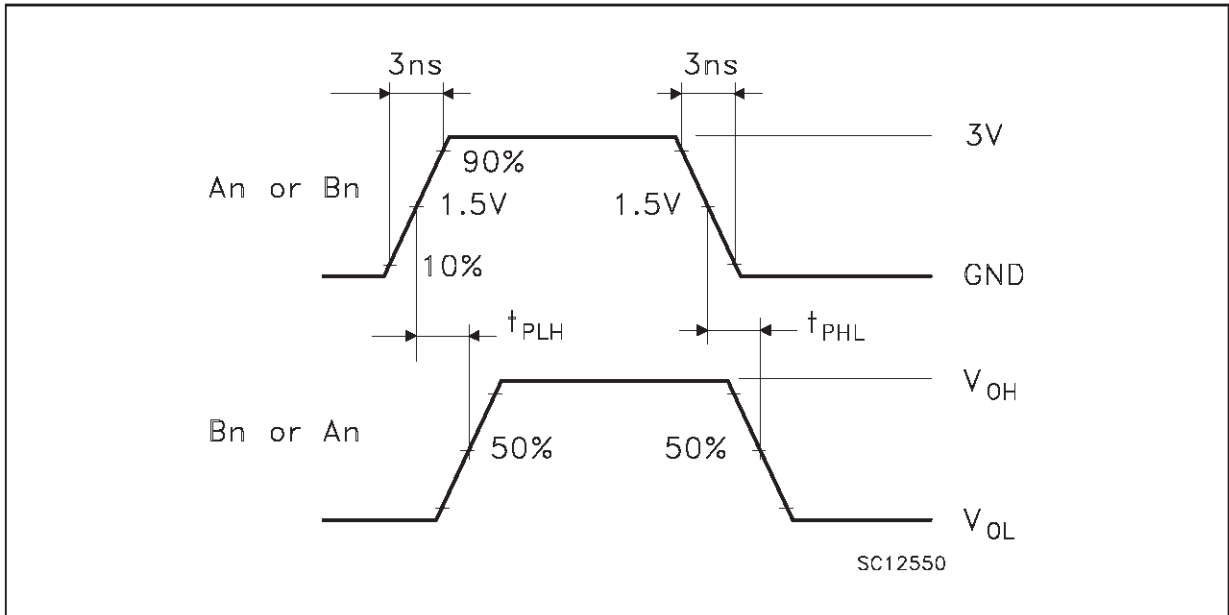 3ns 3ns
3V
90%
An or Bn
1.5V 1.5V
10%
GND
tPLH tPHL
VOH
Bn or An
50% 50%
VOL
SC12550